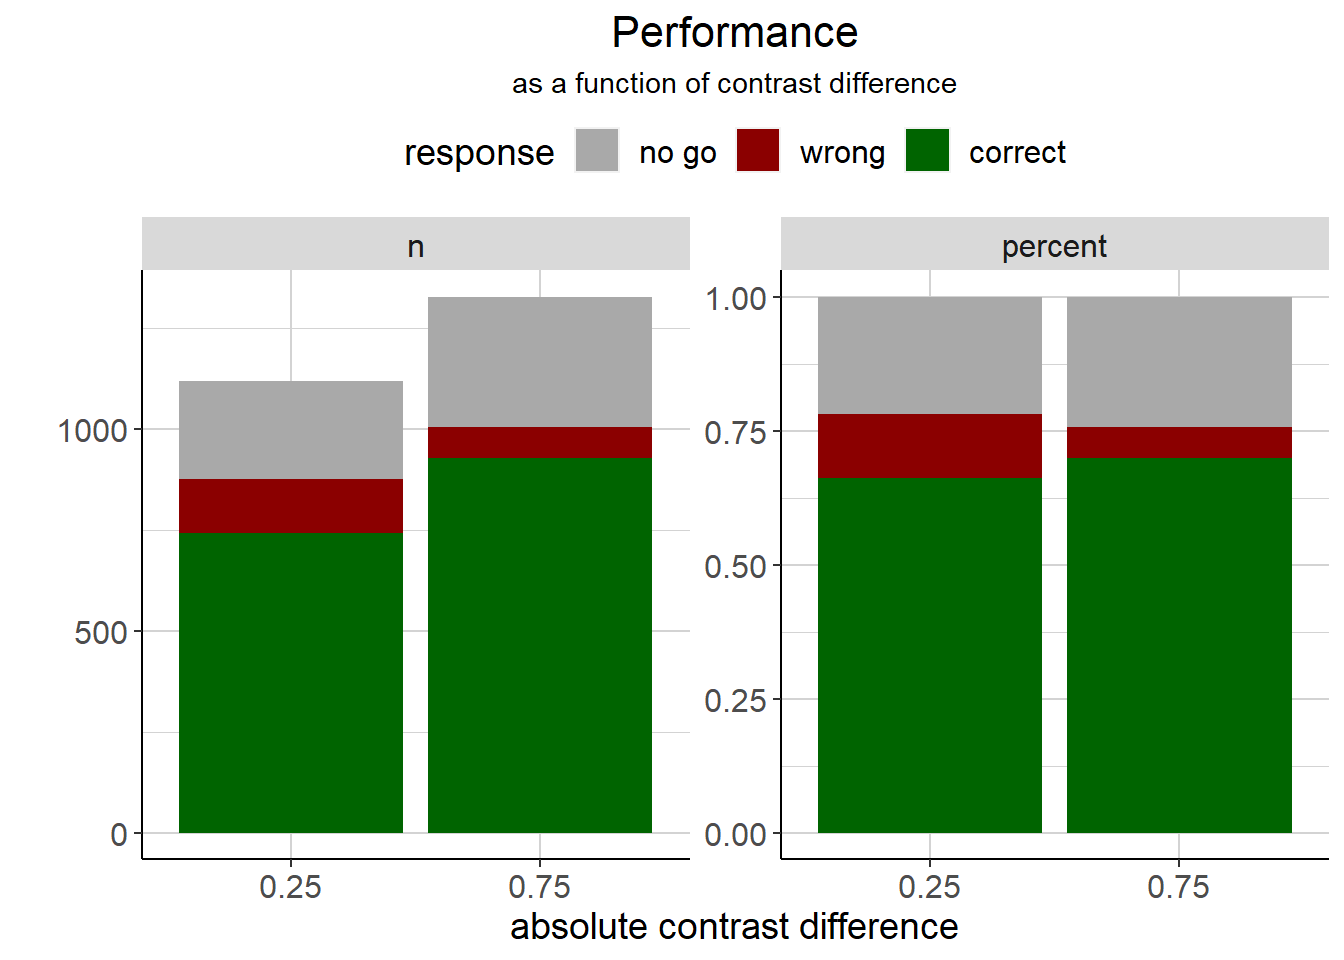 Performance
as a function of contrast difference
response no go wrong correct
n
percent
1000
500
0
1.00
0.75
0.50
0.25
0.00
0.25 0.75
0.25 0.75
absolute contrast difference